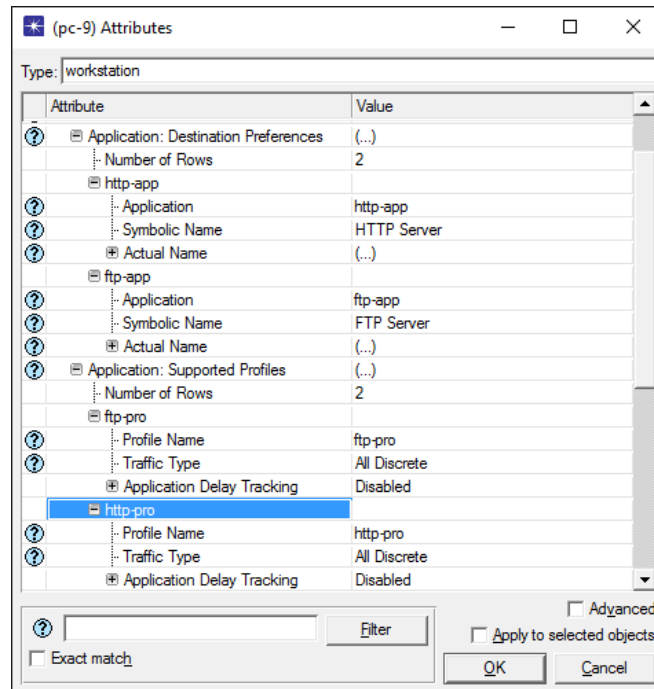 (pc-9) Attributes
Type: workstation
Attribute Value
Application: Destination Preferences (...)
Number of Rows 2
http-app
Application http-app
Symbolic Name HTTP Server
Actual Name (...)
ftp-app
Application ftp-app
Symbolic Name FTP Server
Actual Name (...)
Application: Supported Profiles (...)
Number of Rows 2
ftp-pro
Profile Name ftp-pro
Traffic Type All Discrete
Application Delay Tracking Disabled
http-pro
Profile Name http-pro
Traffic Type All Discrete
Application Delay Tracking Disabled
Advanced
Filter
Apply to selected objects
Exact match
OK Cancel